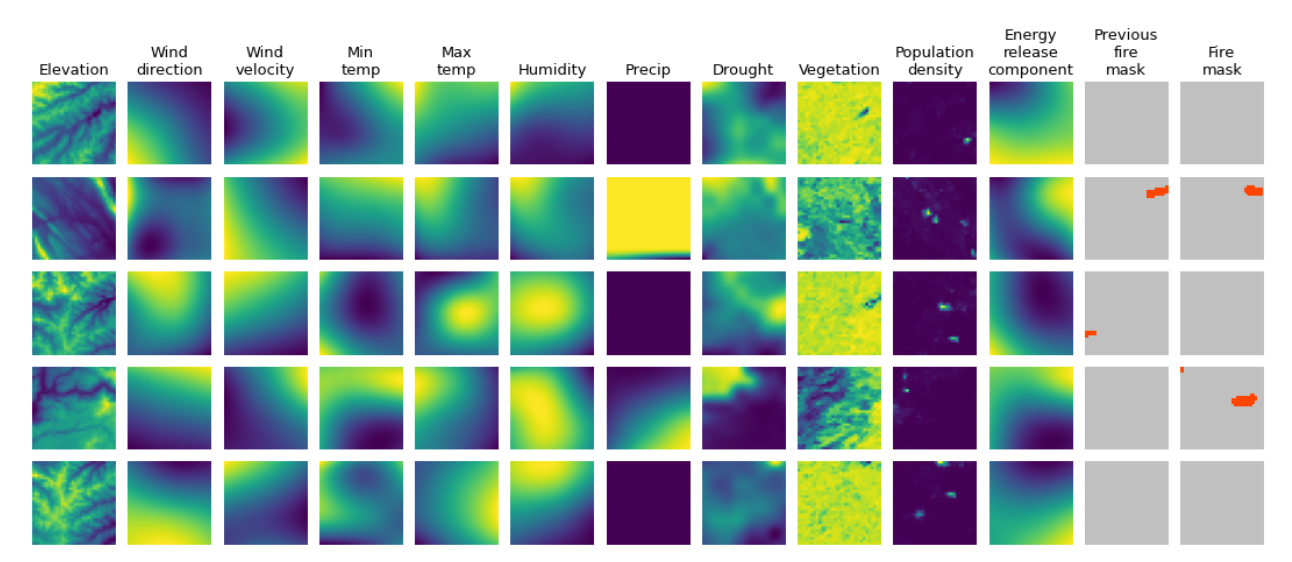 Elevation
Wind
direction
Wind
velocity
Min
temp
Max
temp
Humidity
Precip
Drought
Vegetation
Population
density
Energy
release
component
Previous
fire
mask
Fire
mask